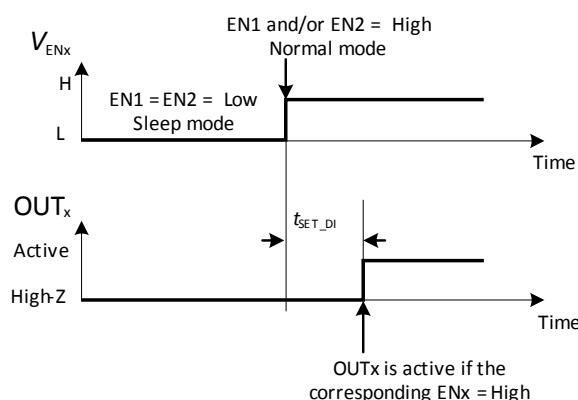 EN1 and/or EN2 = High
Normal mode
VENx
H
EN1 = EN2 = Low
Sleep mode
L
Time
OUTx
tSET_DI
Active
High-Z
Time
OUTx is active if the
corresponding ENx = High